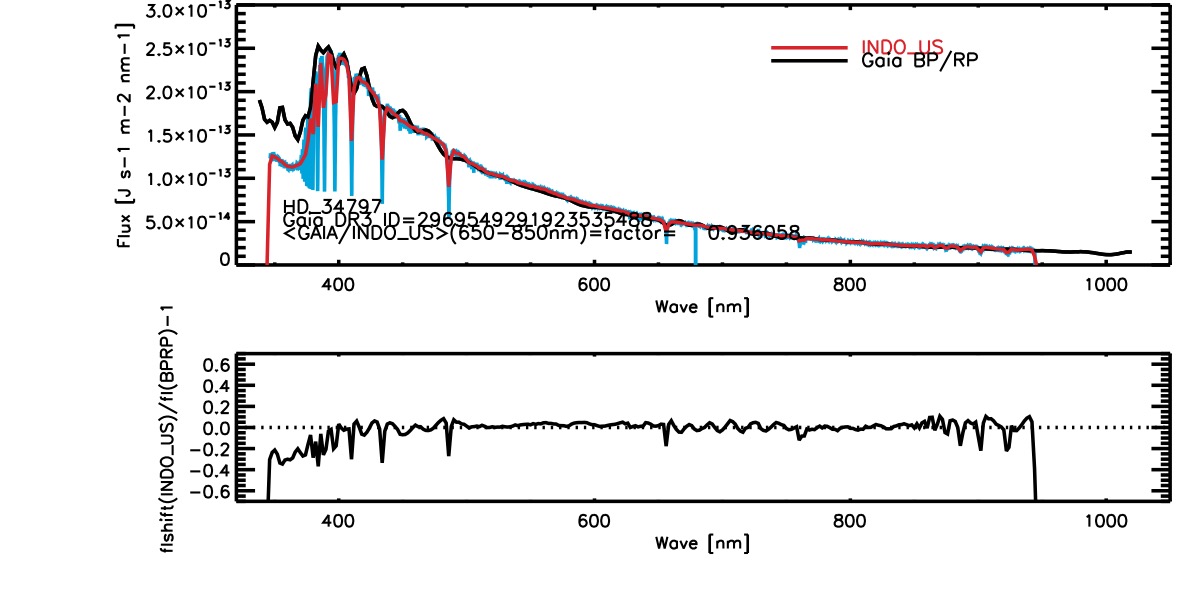 3.0×10−13
2.5×10−13
2.0×10−13
1.5×10−13
1.0×10−13
5.0×10−14
0
Flux [J s−1 m−2 nm−1]
INDO_US
Gaia BP/RP
HD_34797
Gaia DR3_ID=2969549291923535488
<GAIA/INDO_US>(650−850nm)=factor= 0.936058
400 600 800 1000
Wave [nm]
flshift(INDO_US)/fl(BPRP)−1
0.6
0.4
0.2
0.0
−0.2
−0.4
−0.6
400 600 800 1000
Wave [nm]